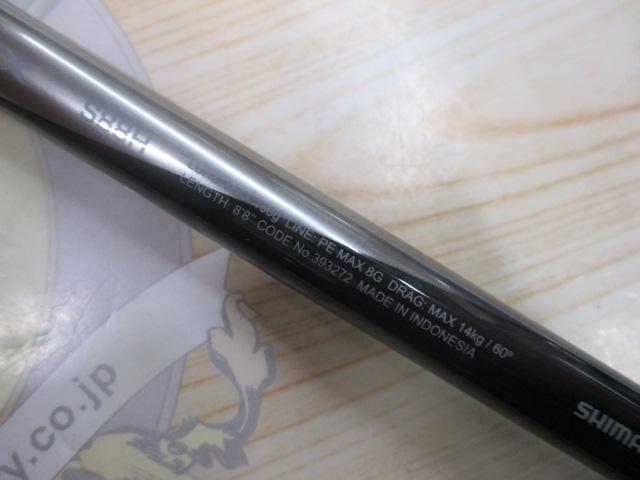 S88H
LINE: PE MAX 8G DRAG: MAX 14kg / 60°
LENGTH: 8'8" CODE No.393272 MADE IN INDONESIA
SHIMA
y.co.jp